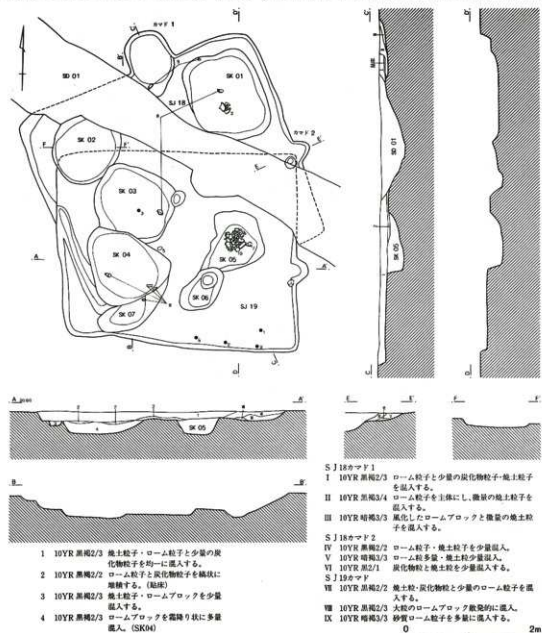 カマド 1
SD 01
SJ 18
SK 01
カマド 2
SK 02
SK 03
SK 04
SK 05
SK 06
SK 07
SJ 19
SD 01
SK 05
SK 05
1 10YR 黒褐2/3 焼土粒子・ローム粒子と少量の炭
化物粒子を均一に混入する。
2 10YR 黒褐2/2 ローム粒子と炭化物粒子を縞状に
堆積する。(貼床)
3 10YR 黒褐2/3 焼土粒子・ロームブロックを少量
混入する。
4 10YR 黒褐2/3 ロームブロックを霜降り状に多量
混入。(SK04)
SJ18カマド1
I 10YR 黒褐2/3 ローム粒子と少量の炭化物粒子・焼土粒子
を混入する。
II 10YR 黒褐3/4 ローム粒子を主体にし、微量の焼土粒子を
混入する。
III 10YR 暗褐3/3 風化したロームブロックと微量の焼土粒
子を混入する。
SJ18カマド2
IV 10YR 黒褐2/2 ローム粒子・焼土粒子を少量混入。
V 10YR 暗褐3/3 ローム粒多量・焼土粒少量混入。
VI 10YR 黒2/1 炭化物粒と焼土粒を少量混入。
SJ19カマド
VII 10YR 黒褐2/2 焼土粒・炭化物粒と少量のローム粒子を混
入する。
VIII 10YR 黒褐2/3 大粒のロームブロック散発的に混入。
IX 10YR 暗褐3/3 砂質ローム粒子を多量に混入する。
0 2m